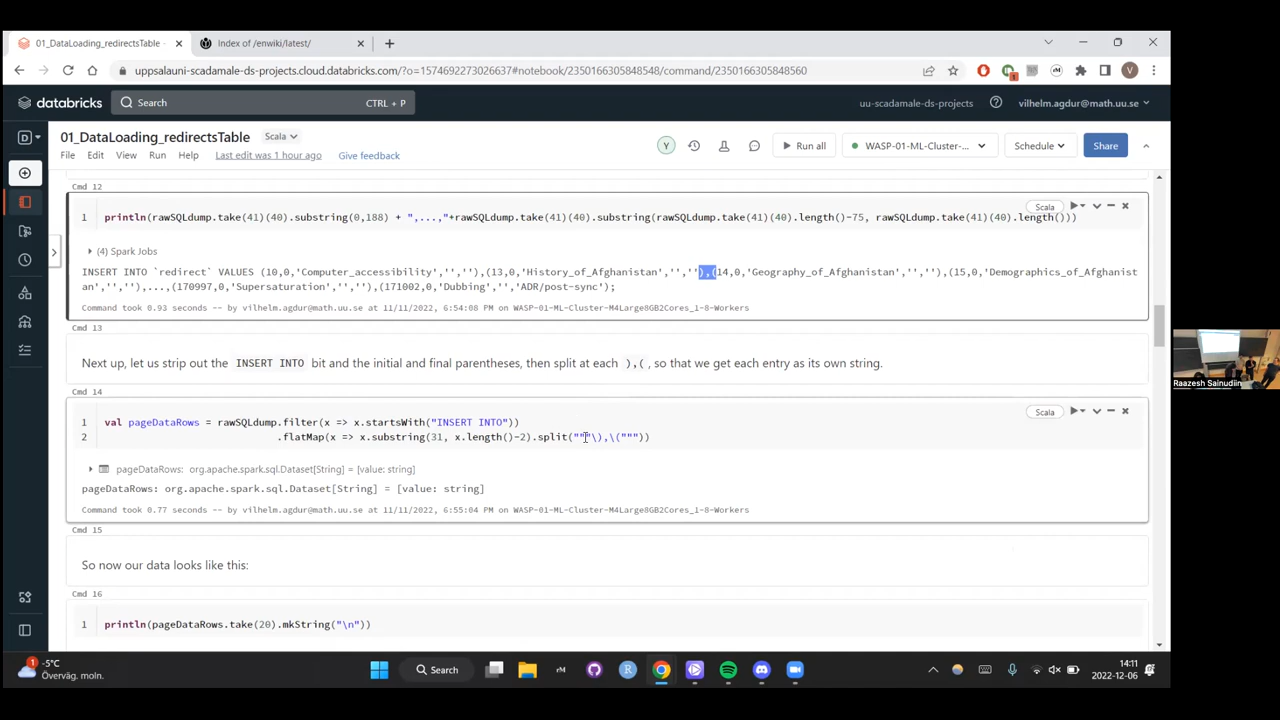 01_DataLoading_redirectsTable
Index of /enwiki/latest/
uppsalauni-scadamale-ds-projects.cloud.databricks.com/?o=1574692273026637#notebook/2350166305848548/command/2350166305848560
V
databricks
Search
CTRL + P
uu-scadamale-ds-projects
vilhelm.agdur@math.uu.se
D
01_DataLoading_redirectsTable
Scala
File Edit View Run Help Last edit was 1 hour ago Give feedback
Y
Run all
WASP-01-ML-Cluster-...
Schedule
Share
Cmd 12
Scala
1 println(rawSQLdump.take(41)(40).substring(0,188) + ",...,"+rawSQLdump.take(41)(40).substring(rawSQLdump.take(41)(40).length()-75, rawSQLdump.take(41)(40).length()))
(4) Spark Jobs
INSERT INTO `redirect` VALUES (10,0,'Computer_accessibility','',''),(13,0,'History_of_Afghanistan','',''),(14,0,'Geography_of_Afghanistan','',''),(15,0,'Demographics_of_Afghanist
an','',''),...,(170997,0,'Supersaturation','',''),(171002,0,'Dubbing','','ADR/post-sync');
Command took 0.93 seconds -- by vilhelm.agdur@math.uu.se at 11/11/2022, 6:54:08 PM on WASP-01-ML-Cluster-M4Large8GB2Cores_1-8-Workers
Cmd 13
Next up, let us strip out the INSERT INTO bit and the initial and final parentheses, then split at each ),( , so that we get each entry as its own string.
Cmd 14
Scala
1 val pageDataRows = rawSQLdump.filter(x => x.startsWith("INSERT INTO"))
2 .flatMap(x => x.substring(31, x.length()-2).split("""\),\("""))
pageDataRows: org.apache.spark.sql.Dataset[String] = [value: string]
pageDataRows: org.apache.spark.sql.Dataset[String] = [value: string]
Command took 0.77 seconds -- by vilhelm.agdur@math.uu.se at 11/11/2022, 6:55:04 PM on WASP-01-ML-Cluster-M4Large8GB2Cores_1-8-Workers
Cmd 15
So now our data looks like this:
Cmd 16
1 println(pageDataRows.take(20).mkString("\n"))
Raazesh Sainudiin
1
-5°C
Överväg. moln.
Search
rM
R
14:11
2022-12-06